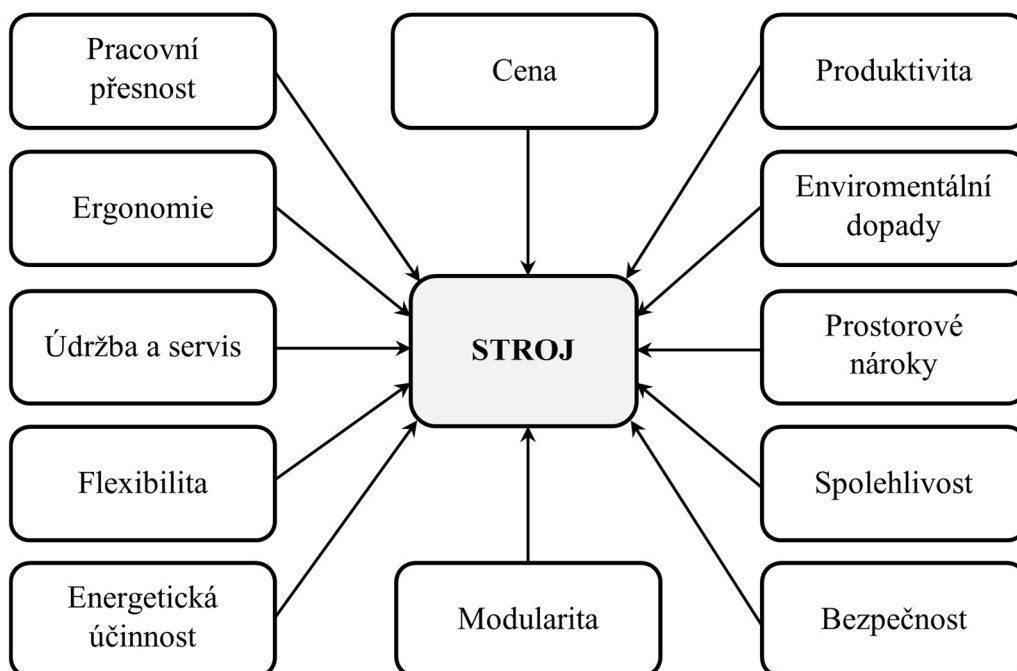 Pracovní
přesnost
Cena
Produktivita
Ergonomie
Enviromentální
dopady
Údržba a servis
STROJ
Prostorové
nároky
Flexibilita
Spolehlivost
Energetická
účinnost
Modularita
Bezpečnost